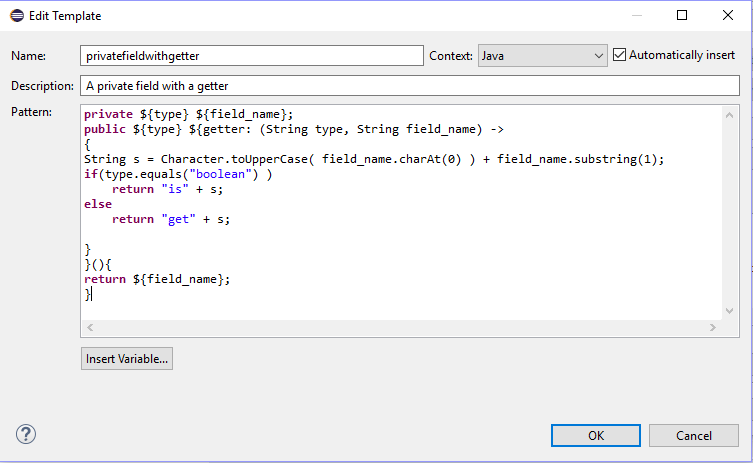 Edit Template
Name: privatefieldwithgetter Context: Java Automatically insert
Description: A private field with a getter
Pattern: private ${type} ${field_name};
public ${type} ${getter: (String type, String field_name) ->
{
String s = Character.toUpperCase( field_name.charAt(0) ) + field_name.substring(1);
if(type.equals("boolean") )
return "is" + s;
else
return "get" + s;
}
}(){
return ${field_name};
}
Insert Variable...
? OK Cancel